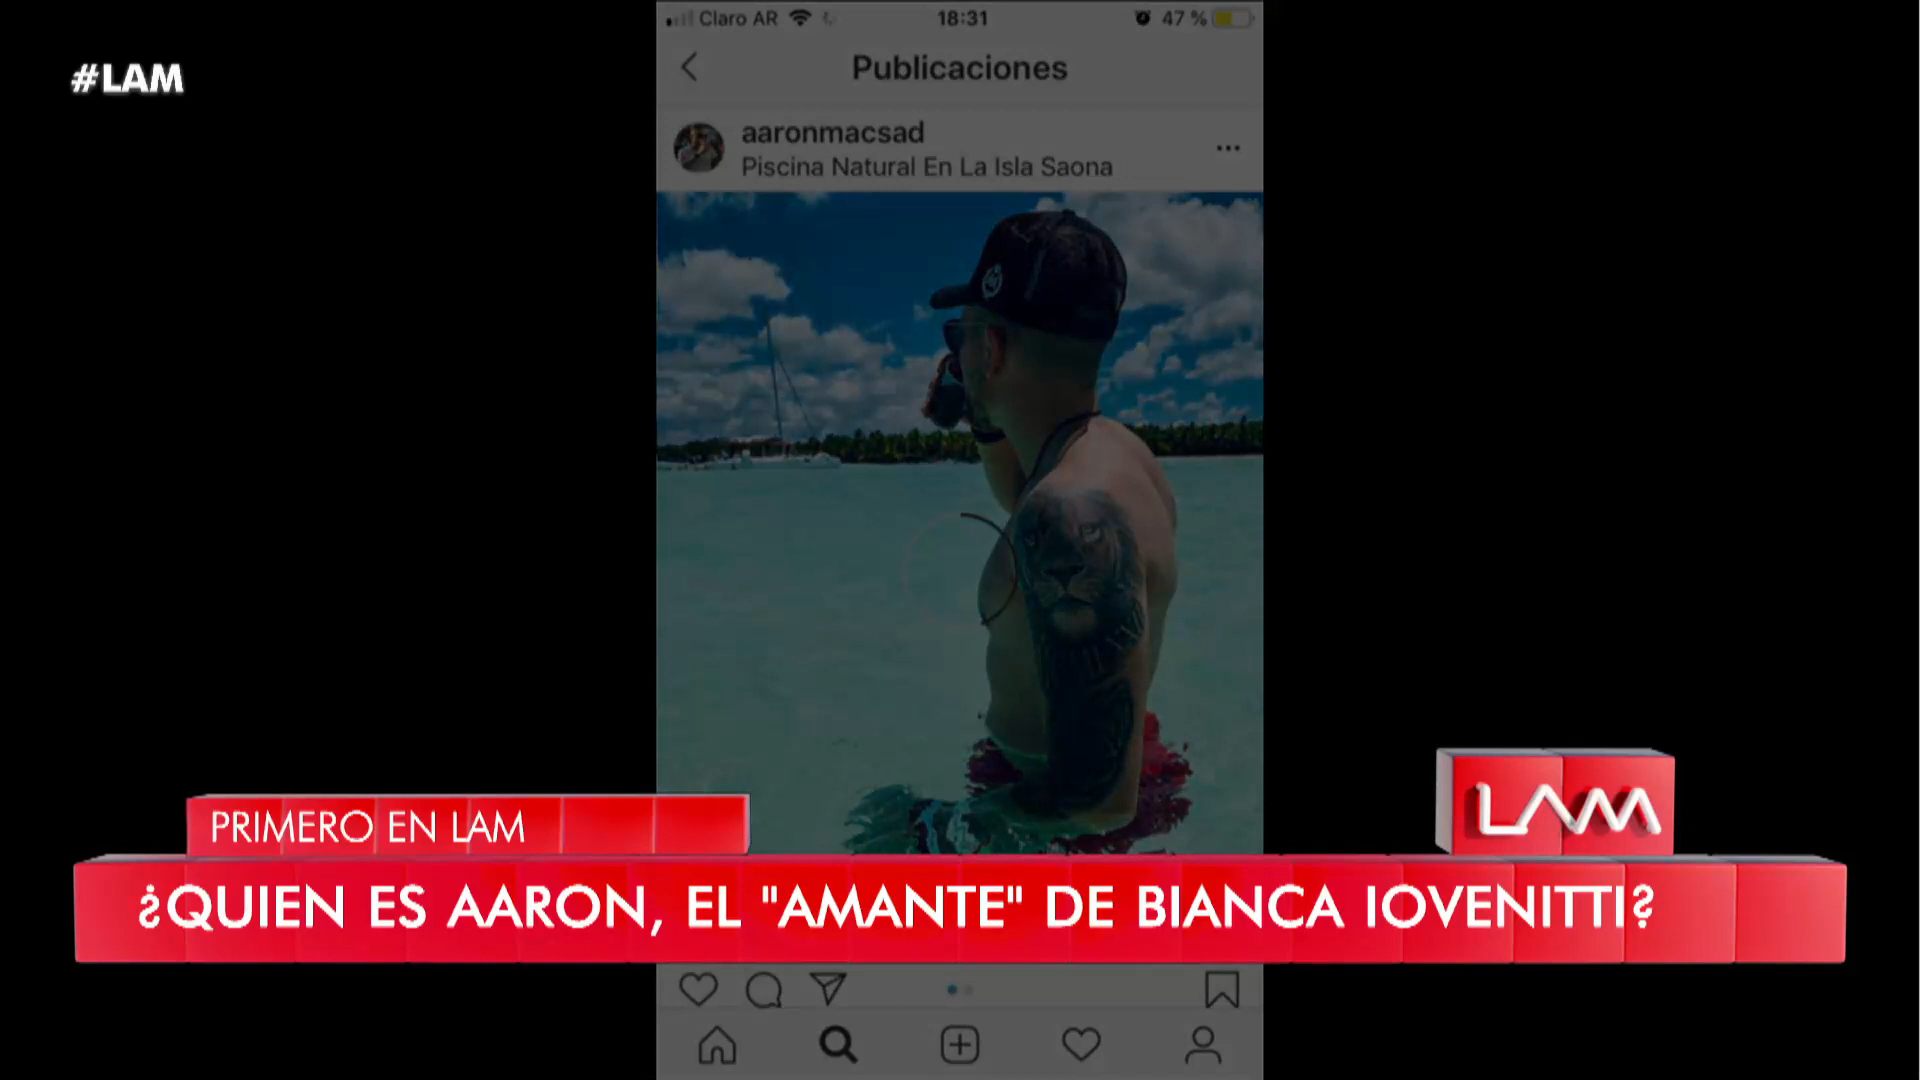 Claro AR
18:31
47 %
#LAM
Publicaciones
aaronmacsad
Piscina Natural En La Isla Saona
PRIMERO EN LAM
LAM
¿QUIEN ES AARON, EL "AMANTE" DE BIANCA IOVENITTI?